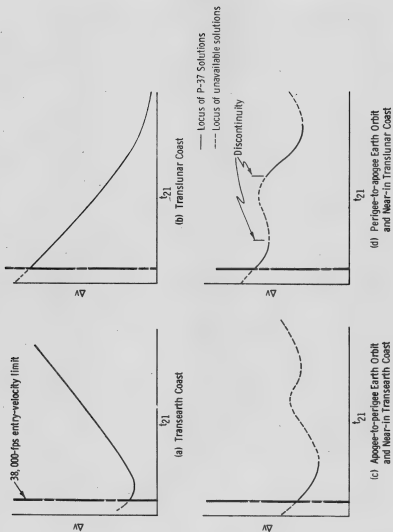 38,000-fps entry-velocity limit
ΔV
t21
(a) Transearth Coast
ΔV
t21
(b) Translunar Coast
ΔV
t21
(c) Apogee-to-perigee Earth Orbit
and Near-in Transearth Coast
Locus of P-37 Solutions
Locus of unavailable solutions
Discontinuity
ΔV
t21
(d) Perigee-to-apogee Earth Orbit
and Near-in Translunar Coast